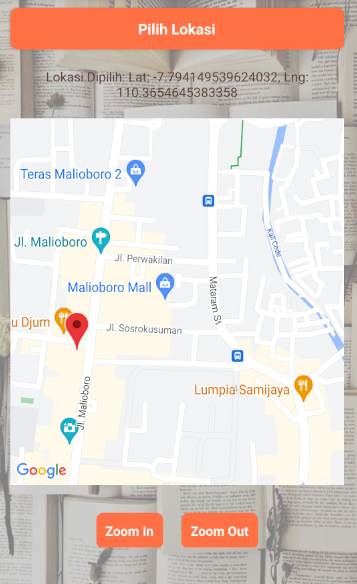 Pilih Lokasi
Lokasi Dipilih: Lat: -7.794149539624032, Lng:
110.3654645383358
Teras Malioboro 2
Kali Code
Jl. Malioboro
Jl. Perwakilan
Malioboro Mall
Mataram St
u Djum
Jl. Sosrokusuman
Jl. Malioboro
Lumpia Samijaya
Google
Zoom In
Zoom Out